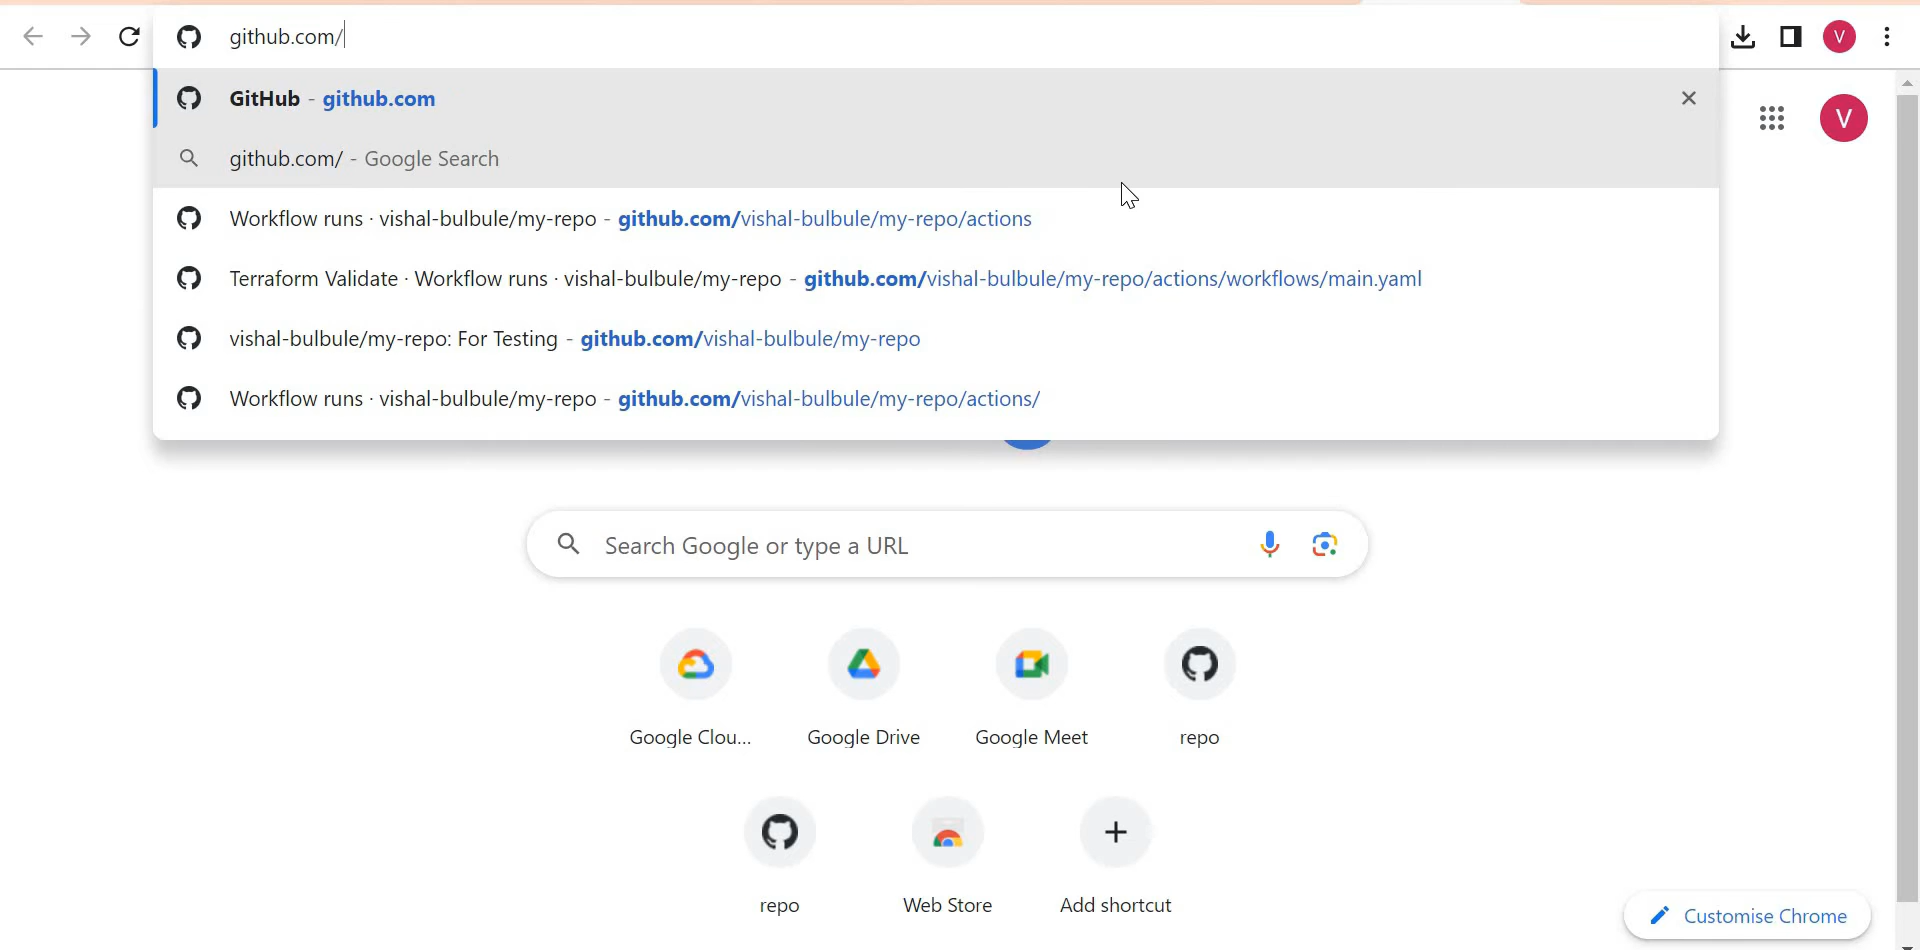 github.com/
V
GitHub - github.com
V
github.com/ - Google Search
Workflow runs · vishal-bulbule/my-repo - github.com/vishal-bulbule/my-repo/actions
Terraform Validate · Workflow runs · vishal-bulbule/my-repo - github.com/vishal-bulbule/my-repo/actions/workflows/main.yaml
vishal-bulbule/my-repo: For Testing - github.com/vishal-bulbule/my-repo
Workflow runs · vishal-bulbule/my-repo - github.com/vishal-bulbule/my-repo/actions/
Search Google or type a URL
Google Clou... Google Drive Google Meet repo
repo Web Store Add shortcut
Customise Chrome